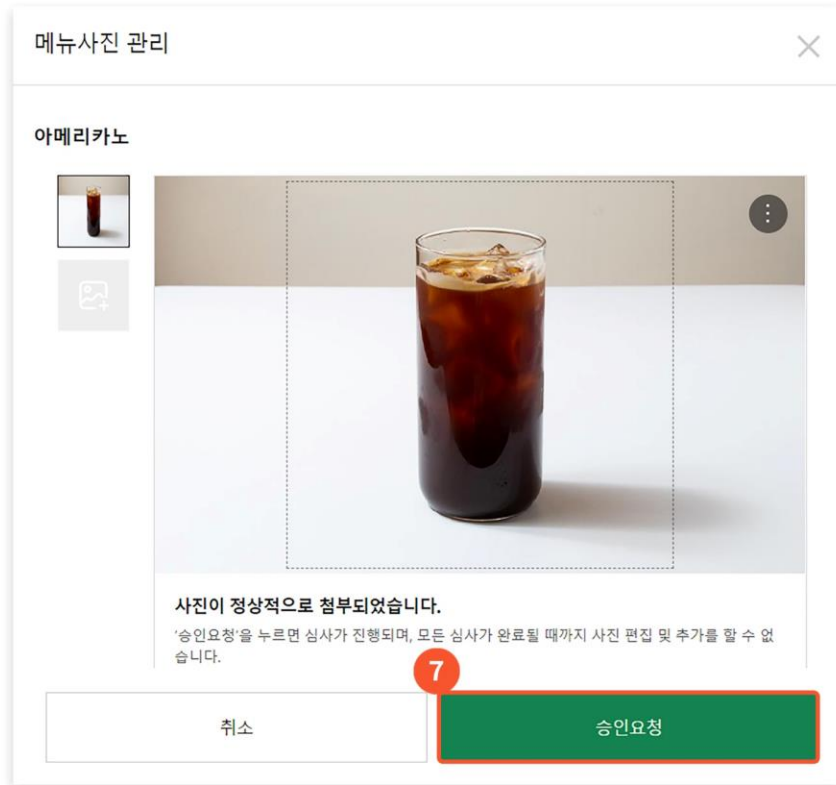 메뉴사진 관리
아메리카노
사진이 정상적으로 첨부되었습니다.
‘승인요청’을 누르면 심사가 진행되며, 모든 심사가 완료될 때까지 사진 편집 및 추가를 할 수 없
습니다.
7
취소
승인요청